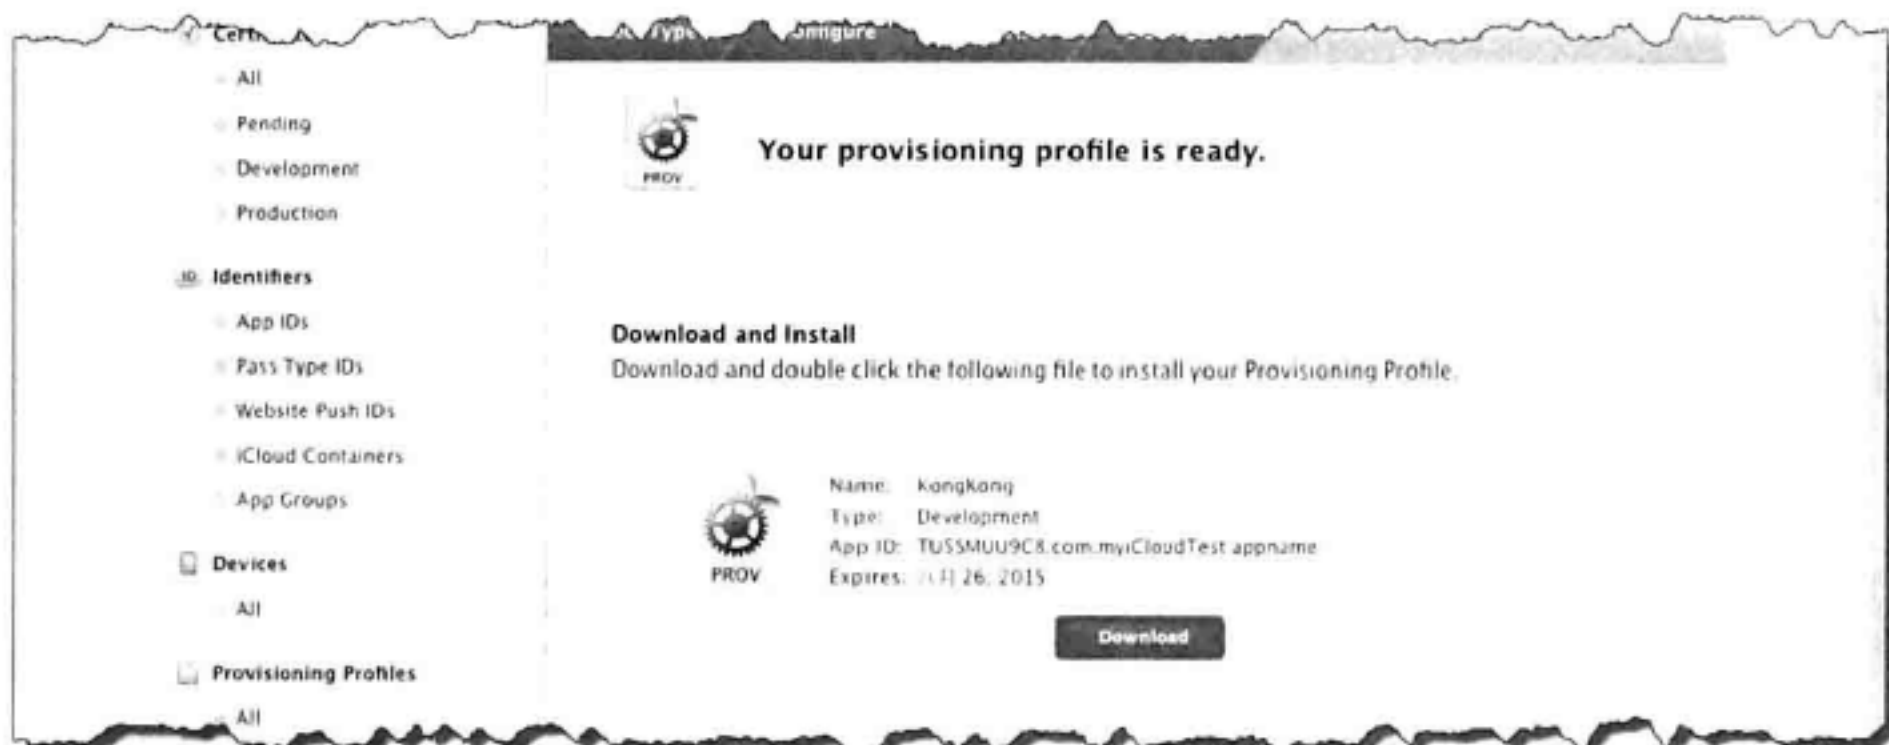 All
Pending
Development
Production
Identifiers
App IDs
Pass Type IDs
Website Push IDs
iCloud Containers
App Groups
Devices
All
Provisioning Profiles
All
PROV
Your provisioning profile is ready.
Download and Install
Download and double click the following file to install your Provisioning Profile.
PROV
Name: KongKong
Type: Development
App ID: TUSSMUU9C8.com.myiCloudTest.appname
Expires: 26, 2015
Download